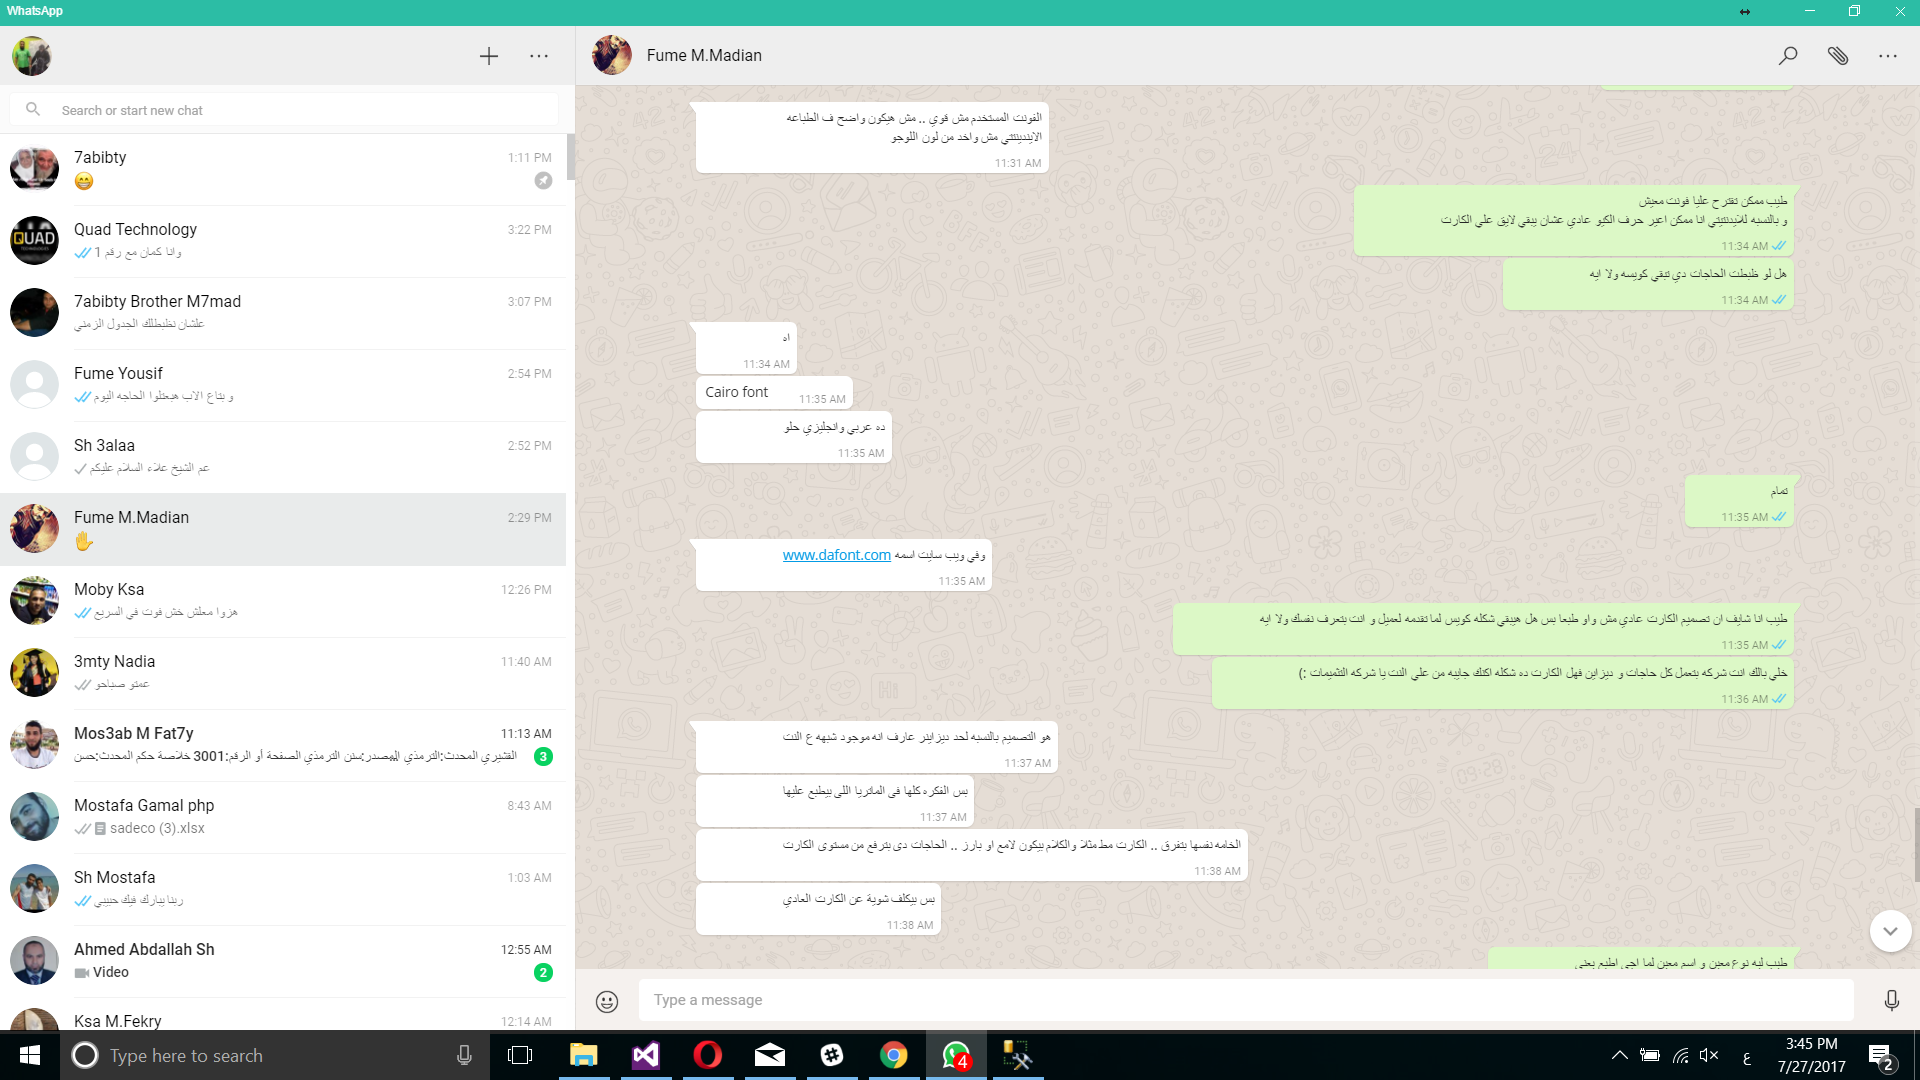 WhatsApp
Search or start new chat
7abibty
1:11 PM
Quad Technology
3:22 PM
وانا كمان مع رقم 1
7abibty Brother M7mad
3:07 PM
علشان نظبطلك الجدول الزمني
Fume Yousif
2:54 PM
و بتاع الاب هيعتلوا الحاجه اليوم
Sh 3alaa
2:52 PM
عم الشيخ علاء السلام عليكم
Fume M.Madian
2:29 PM
Moby Ksa
12:26 PM
هزوا معلش خش فوت في السريع
3mty Nadia
11:40 AM
عمتو صباحو
Mos3ab M Fat7y
11:13 AM
القشيري المحدث:الترمذي المصدر:سنن الترمذي الصفحة أو الرقم:3001 خلاصة حكم المحدث:حسن
3
Mostafa Gamal php
8:43 AM
sadeco (3).xlsx
Sh Mostafa
1:03 AM
ربنا يبارك فيك حبيبي
Ahmed Abdallah Sh
12:55 AM
Video
2
Ksa M.Fekry
12:14 AM
Fume M.Madian
الفونت المستخدم مش قوي .. مش هيكون واضح ف الطباعه
الايندينتتي مش واخد من لون اللوجو
11:31 AM
طيب ممكن تقترح عليا فونت معيش
و بالنسبه للايدنتيتي انا ممكن اغير حرف الكيو عادي عشان يبقي لايق علي الكارت
11:34 AM
هل لو ظبطت الحاجات دي تبقي كويسه ولا ايه
11:34 AM
اه
11:34 AM
Cairo font
11:35 AM
ده عربي وانجليزي حلو
11:35 AM
تمام
11:35 AM
وفي ويب سايت اسمه www.dafont.com
11:35 AM
طيب انا شايف ان تصميم الكارت عادي مش واو طبعا بس هل هيبقي شكله كويس لما تقدمه لعميل و انت بتعرف نفسك ولا ايه
11:35 AM
خلي بالك انت شركه بتعمل كل حاجات و ديزاين فهل الكارت ده شكله اكنك جايبه من علي النت يا شركه التثميمات :)
11:36 AM
هو التصميم بالنسبه لحد ديزاينر عارف انه موجود شبهه ع النت
11:37 AM
بس الفكره كلها فى الماتريا اللى بيطبع عليها
11:37 AM
الخامه نفسها بتفرق .. الكارت مط مثلا والكلام بيكون لامع او بارز .. الحاجات دى بترفع من مستوى الكارت
11:38 AM
بس بيكلف شوية عن الكارت العادي
11:38 AM
طيب ليه نوع معين و اسم معين لما اجي اطبع يعني
Type a message
Type here to search
4
ع
3:45 PM
7/27/2017
2